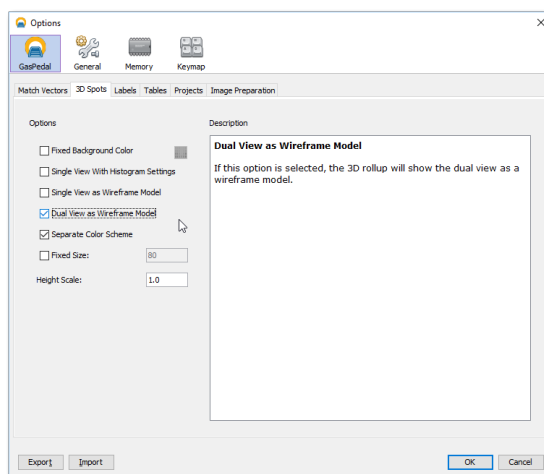 Options
GasPedal
General
Memory
Keymap
Match Vectors 3D Spots Labels Tables Projects Image Preparation
Options
Fixed Background Color
Single View With Histogram Settings
Single View as Wireframe Model
Dual View as Wireframe Model
Separate Color Scheme
Fixed Size: 80
Height Scale: 1.0
Description
Dual View as Wireframe Model
If this option is selected, the 3D rollup will show the dual view as a
wireframe model.
Export Import OK Cancel